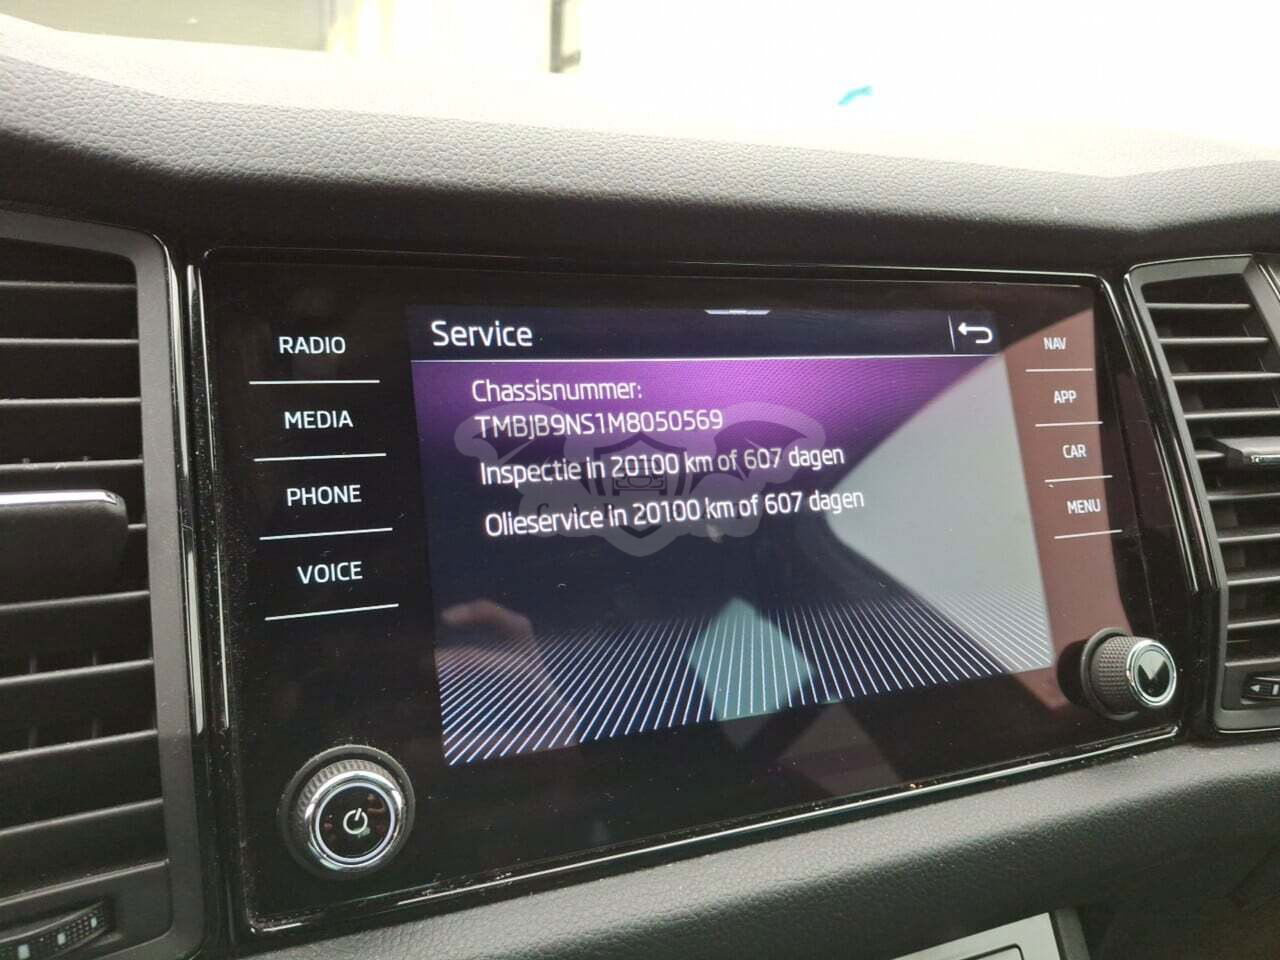 Service
RADIO
MEDIA
PHONE
VOICE
Chassisnummer:
TMBJB9NS1M8050569
Inspectie in 20100 km of 607 dagen
Olieservice in 20100 km of 607 dagen
NAV
APP
CAR
MENU